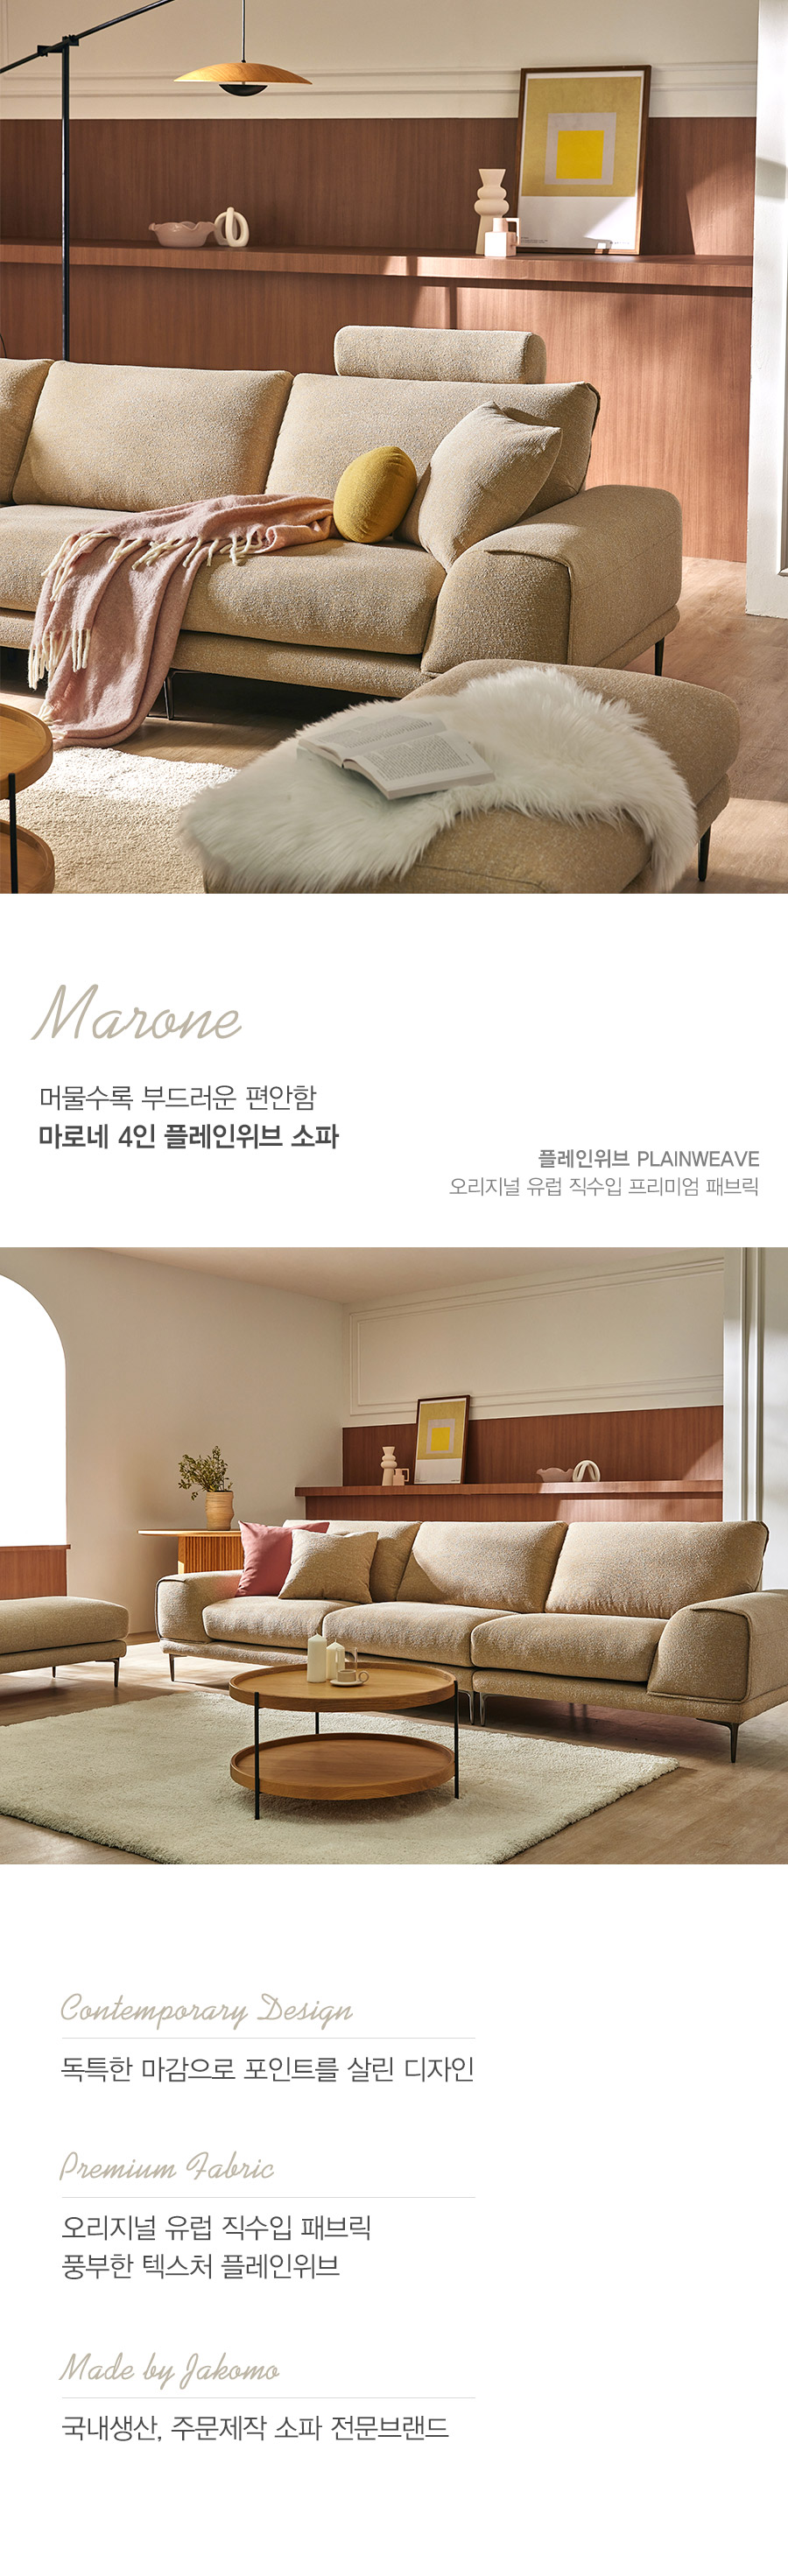 Marone
머물수록 부드러운 편안함
마로네 4인 플레인위브 소파
플레인위브 PLAINWEAVE
오리지널 유럽 직수입 프리미엄 패브릭
Contemporary Design
독특한 마감으로 포인트를 살린 디자인
Premium Fabric
오리지널 유럽 직수입 패브릭
풍부한 텍스처 플레인위브
Made by Jakomo
국내생산, 주문제작 소파 전문브랜드